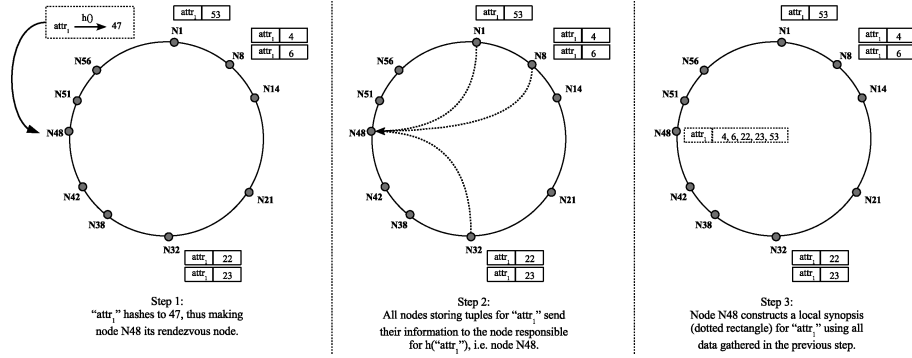 h()
attr1 47
attr1 53
N1
attr1 4
attr1 6
N8
N56
N14
N51
N48
N42
N21
N38
N32
attr1 22
attr1 23
Step 1:
“attr1” hashes to 47, thus making
node N48 its rendezvous node.
attr1 53
N1
attr1 4
attr1 6
N8
N56
N14
N51
N48
N42
N21
N38
N32
attr1 22
attr1 23
Step 2:
All nodes storing tuples for “attr1” send
their information to the node responsible
for h(“attr1”), i.e. node N48.
attr1 53
N1
attr1 4
attr1 6
N8
N56
N14
N51
N48
attr1 4, 6, 22, 23, 53
N42
N21
N38
N32
attr1 22
attr1 23
Step 3:
Node N48 constructs a local synopsis
(dotted rectangle) for “attr1” using all
data gathered in the previous step.